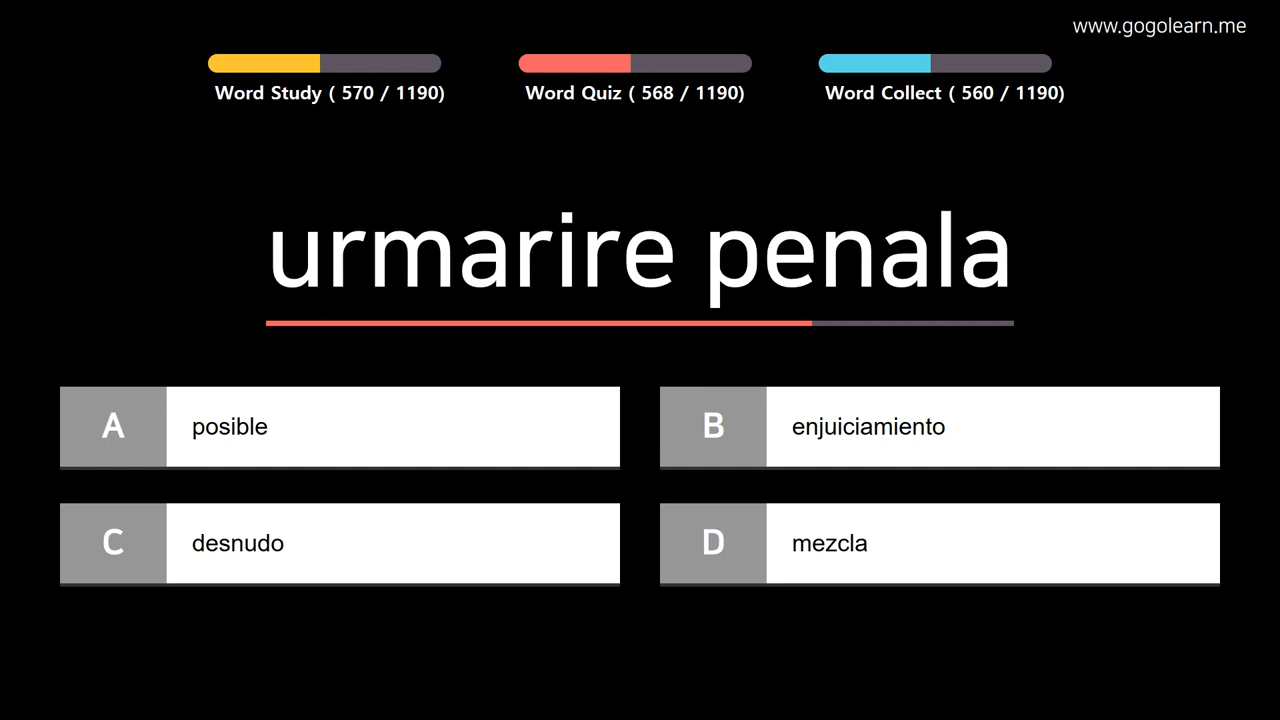 www.gogolearn.me
Word Study ( 570 / 1190)
Word Quiz ( 568 / 1190)
Word Collect ( 560 / 1190)
urmarire penala
A posible
B enjuiciamiento
C desnudo
D mezcla